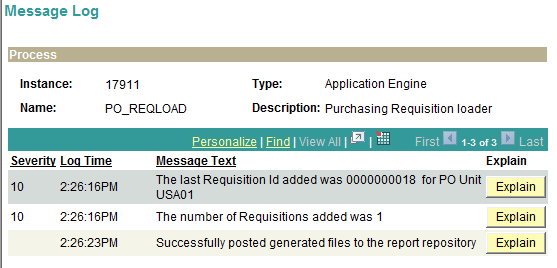 Message Log
Process
Instance: 17911 Type: Application Engine
Name: PO_REQLOAD Description: Purchasing Requisition loader
Personalize | Find | View All | | First 1-3 of 3 Last
Severity Log Time Message Text Explain
10 2:26:16PM The last Requisition Id added was 0000000018 for PO Unit
USA01 Explain
10 2:26:16PM The number of Requisitions added was 1 Explain
2:26:23PM Successfully posted generated files to the report repository Explain